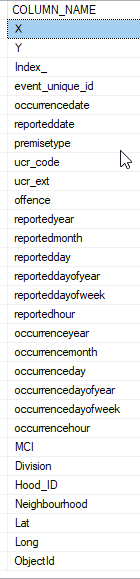 COLUMN_NAME
X
Y
Index_
event_unique_id
occurrencedate
reporteddate
premisetype
ucr_code
ucr_ext
offence
reportedyear
reportedmonth
reportedday
reporteddayofyear
reporteddayofweek
reportedhour
occurrenceyear
occurrencemonth
occurrenceday
occurrencedayofyear
occurrencedayofweek
occurrencehour
MCI
Division
Hood_ID
Neighbourhood
Lat
Long
ObjectId